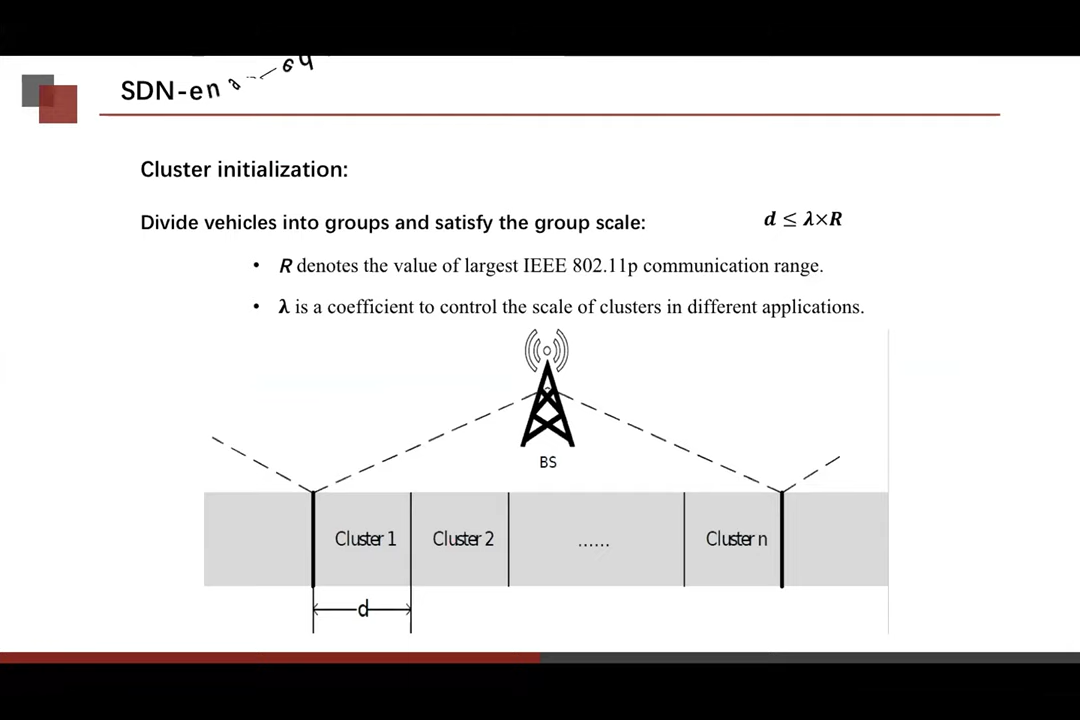 SDN-en
Cluster initialization:
Divide vehicles into groups and satisfy the group scale: d ≤ λ×R
• R denotes the value of largest IEEE 802.11p communication range.
• λ is a coefficient to control the scale of clusters in different applications.
BS
Cluster 1 Cluster 2 ...... Cluster n
d